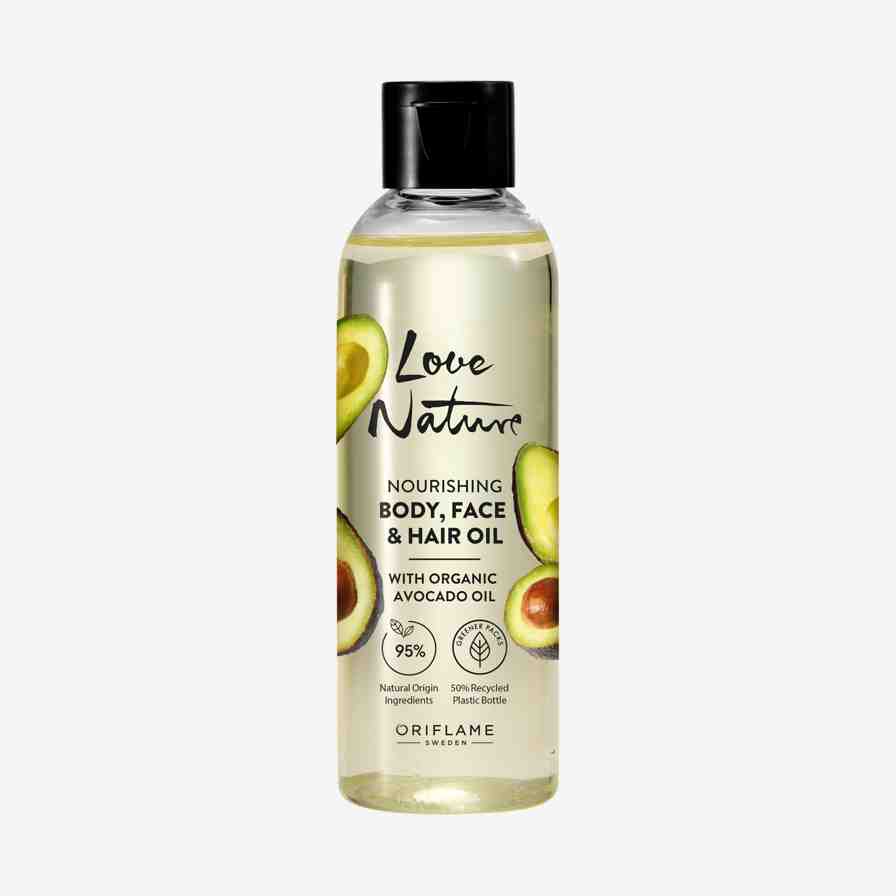 Love
Nature
NOURISHING
BODY, FACE
& HAIR OIL
WITH ORGANIC
AVOCADO OIL
95%
Natural Origin
Ingredients
GREENER PACKS
50% Recycled
Plastic Bottle
ORIFLAME
SWEDEN